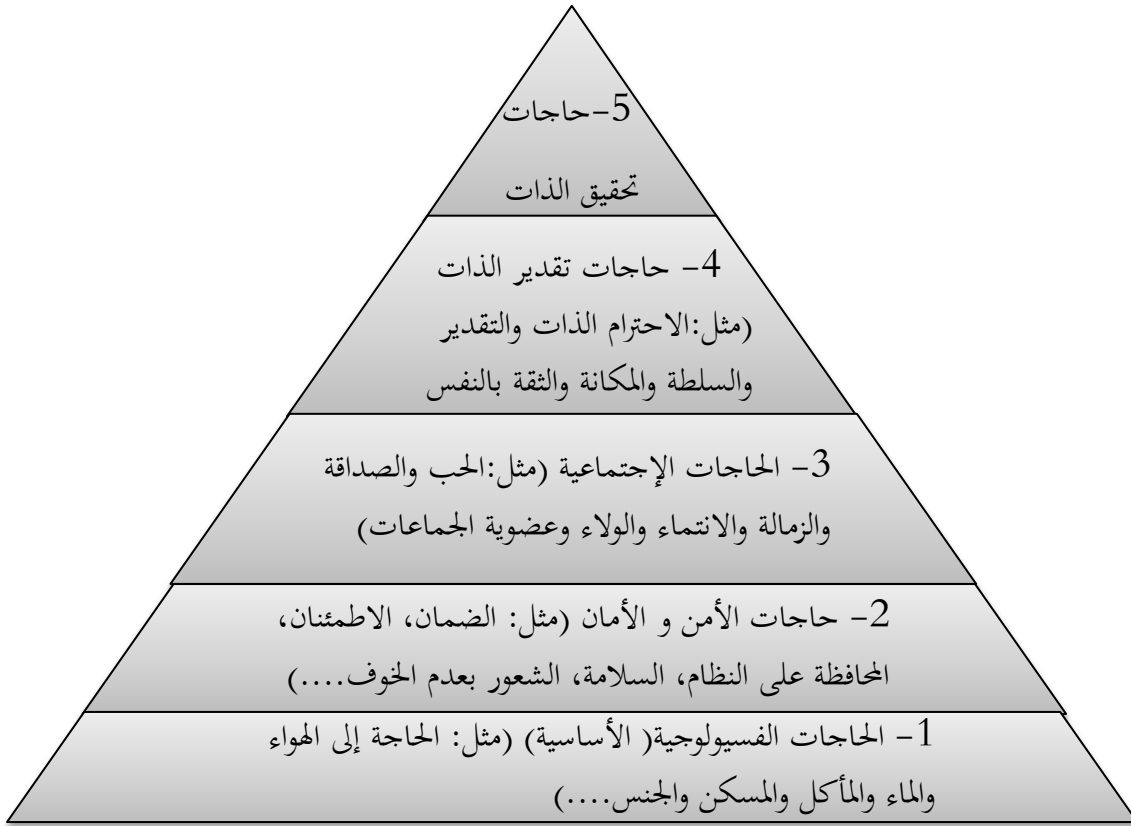 5-حاجات
تحقيق الذات
4- حاجات تقدير الذات
(مثل:الاحترام الذات والتقدير
والسلطة والمكانة والثقة بالنفس
3- الحاجات الإجتماعية (مثل:الحب والصداقة
والزمالة والانتماء والولاء وعضوية الجماعات)
2- حاجات الأمن و الأمان (مثل: الضمان، الاطمئنان،
المحافظة على النظام، السلامة، الشعور بعدم الخوف....)
1- الحاجات الفسيولوجية( الأساسية) (مثل: الحاجة إلى الهواء
والماء والمأكل والمسكن والجنس....)